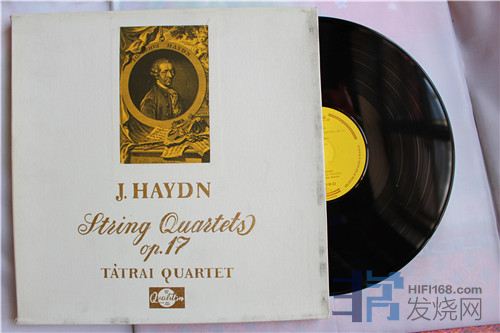 J. HAYDN
String Quartets
op. 17
TÁTRAI QUARTET
Qualiton
HIFI168.com
发烧网